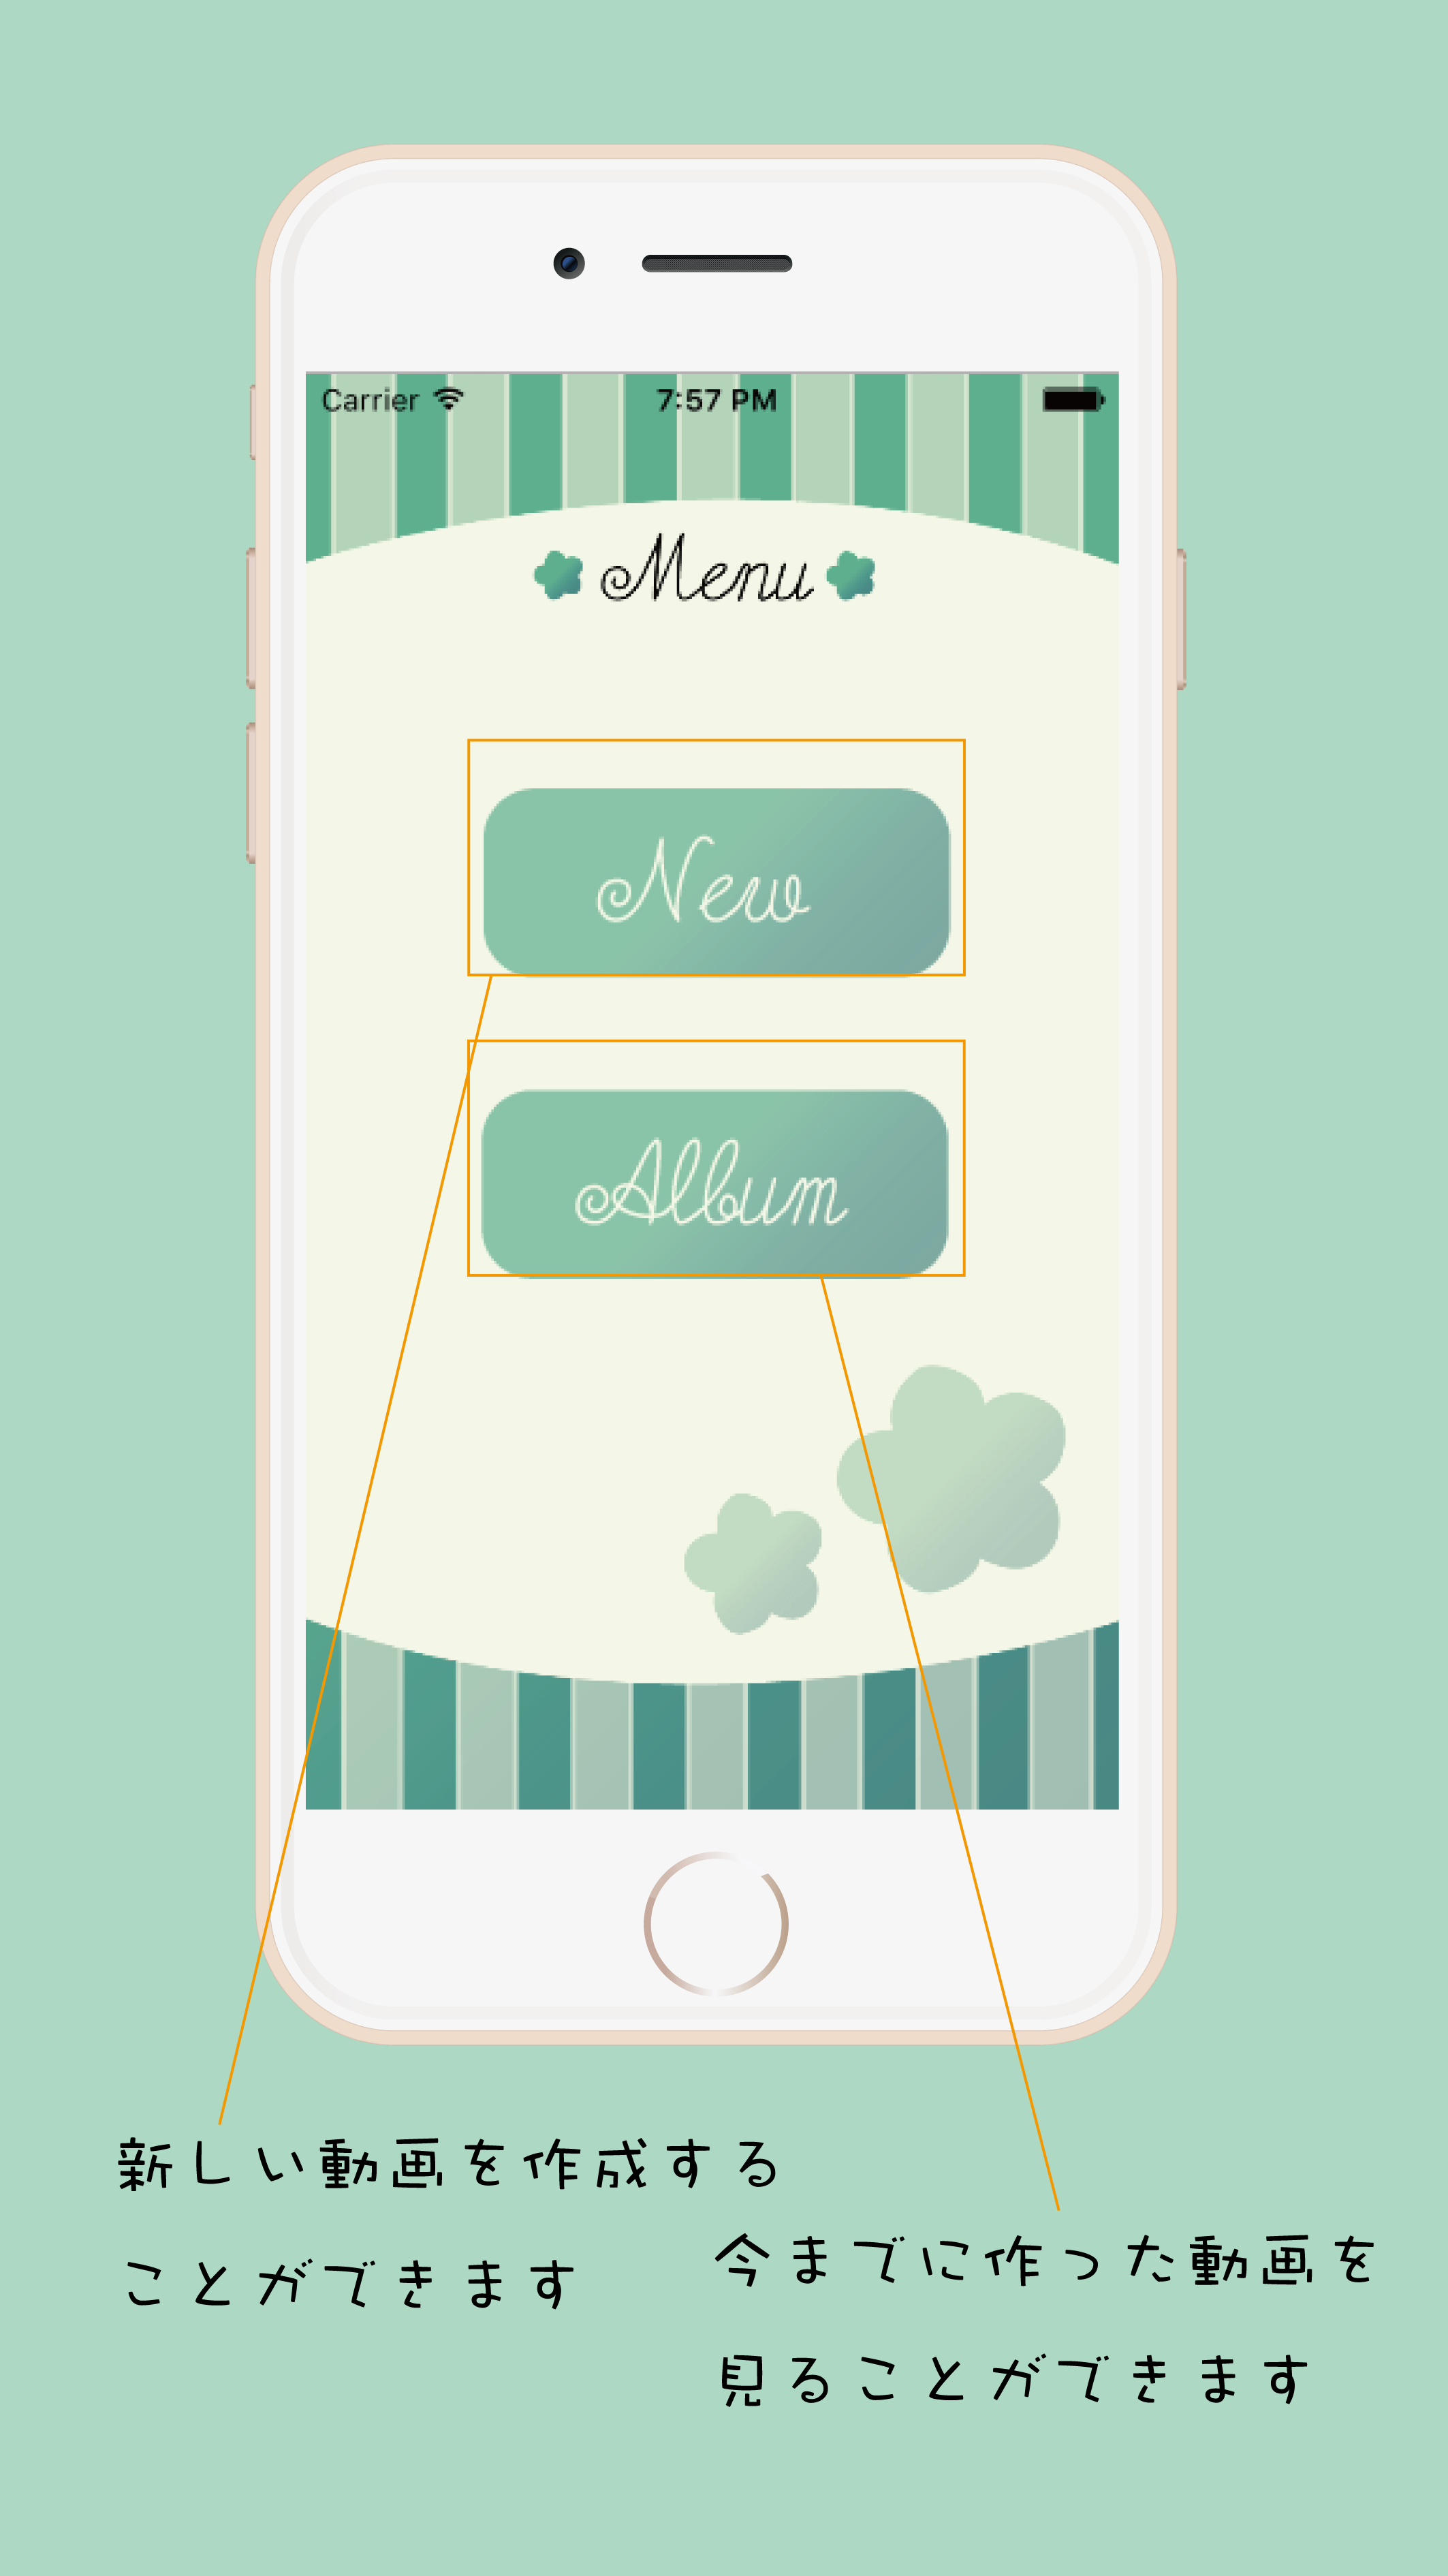 Carrier 7:57 PM
Menu
New
Album
新しい動画を作成する
ことができます
今までに作った動画を
見ることができます